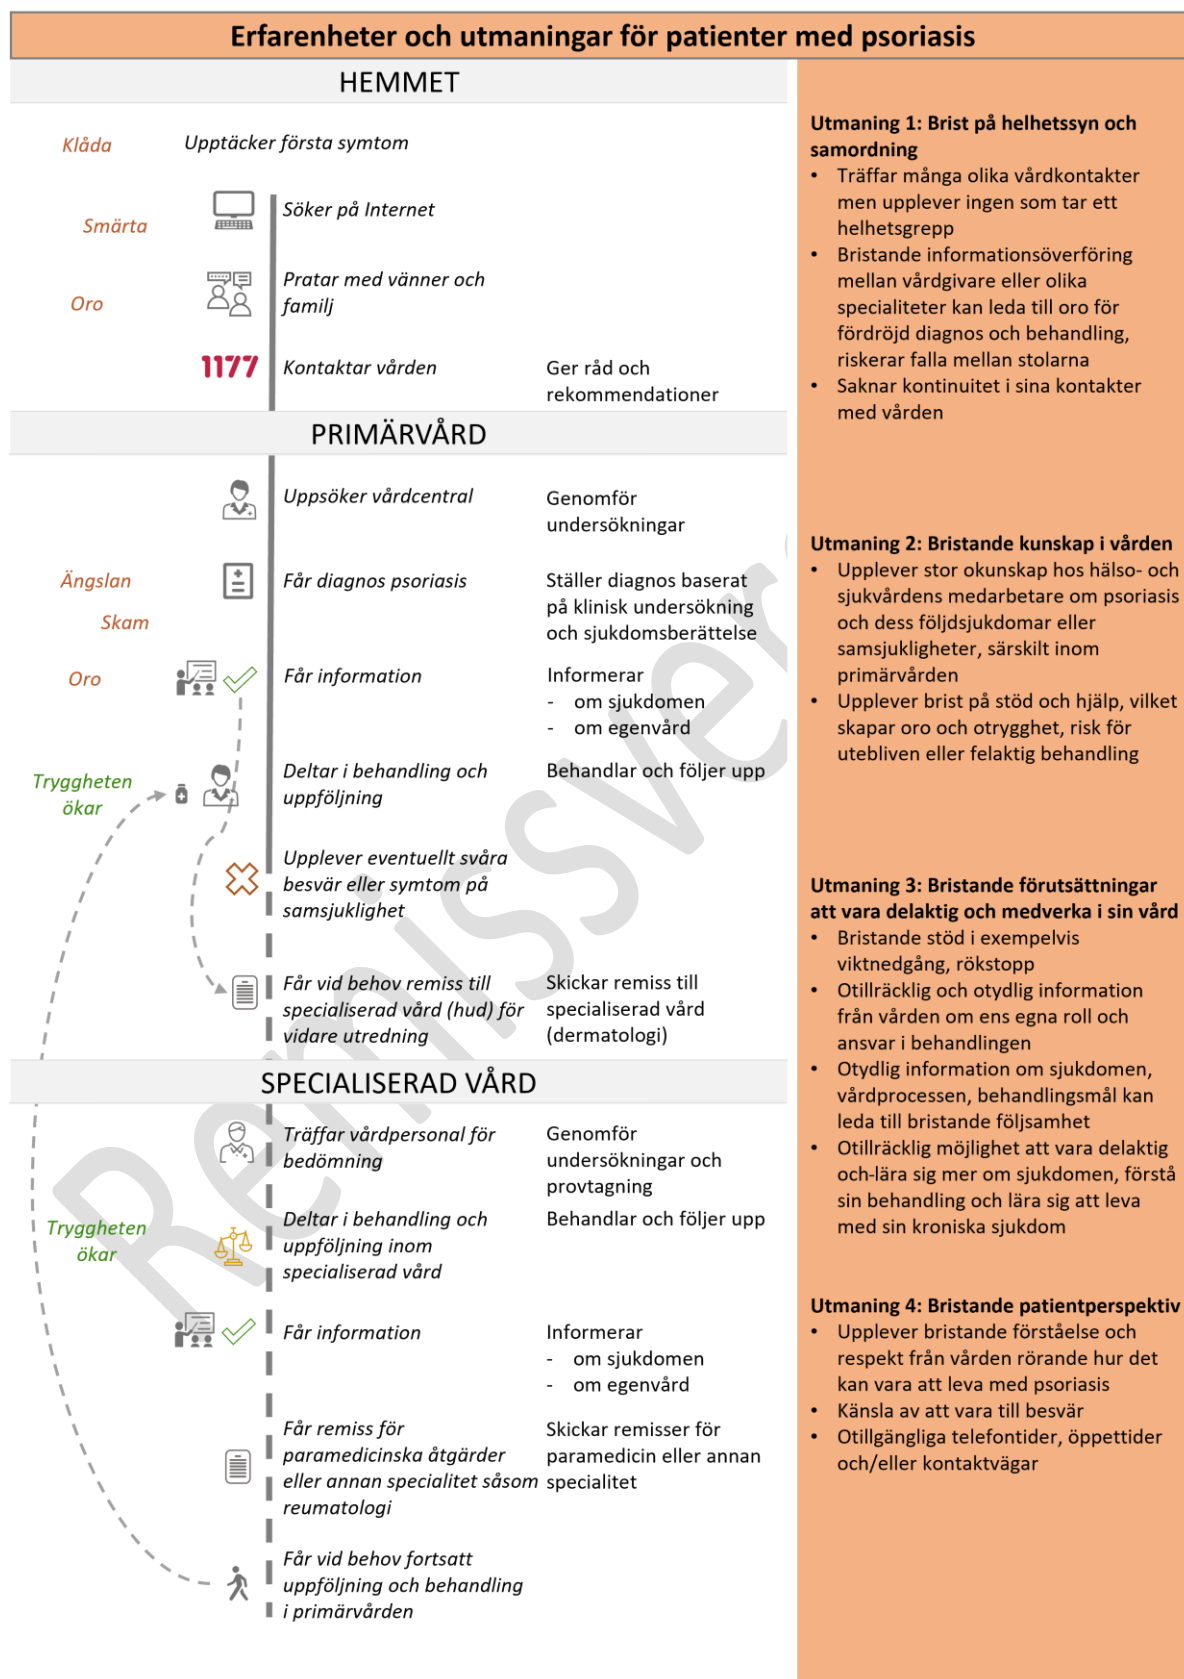 Erfarenheter och utmaningar för patienter med psoriasis
HEMMET
Klåda
Upptäcker första symtom
Smärta
Söker på Internet
Oro
Pratar med vänner och
familj
1177
Kontaktar vården
Ger råd och
rekommendationer
PRIMÄRVÅRD
Uppsöker vårdcentral
Genomför
undersökningar
Ängslan
Skam
Får diagnos psoriasis
Ställer diagnos baserat
på klinisk undersökning
och sjukdomsberättelse
Oro
Får information
Informerar
- om sjukdomen
- om egenvård
Tryggheten
ökar
Deltar i behandling och
uppföljning
Behandlar och följer upp
Upplever eventuellt svåra
besvär eller symtom på
samsjuklighet
Får vid behov remiss till
specialiserad vård (hud) för
vidare utredning
Skickar remiss till
specialiserad vård
(dermatologi)
SPECIALISERAD VÅRD
Träffar vårdpersonal för
bedömning
Genomför
undersökningar och
provtagning
Tryggheten
ökar
Deltar i behandling och
uppföljning inom
specialiserad vård
Behandlar och följer upp
Får information
Informerar
- om sjukdomen
- om egenvård
Får remiss för
paramedicinska åtgärder
eller annan specialitet såsom
reumatologi
Skickar remisser för
paramedicin eller annan
specialitet
Får vid behov fortsatt
uppföljning och behandling
i primärvården
Utmaning 1: Brist på helhetssyn och
samordning
• Träffar många olika vårdkontakter
men upplever ingen som tar ett
helhetsgrepp
• Bristande informationsöverföring
mellan vårdgivare eller olika
specialiteter kan leda till oro för
fördröjd diagnos och behandling,
riskerar falla mellan stolarna
• Saknar kontinuitet i sina kontakter
med vården
Utmaning 2: Bristande kunskap i vården
• Upplever stor okunskap hos hälso- och
sjukvårdens medarbetare om psoriasis
och dess följdsjukdomar eller
samsjukligheter, särskilt inom
primärvården
• Upplever brist på stöd och hjälp, vilket
skapar oro och otrygghet, risk för
utebliven eller felaktig behandling
Utmaning 3: Bristande förutsättningar
att vara delaktig och medverka i sin vård
• Bristande stöd i exempelvis
viktnedgång, rökstopp
• Otillräcklig och otydlig information
från vården om ens egna roll och
ansvar i behandlingen
• Otydlig information om sjukdomen,
vårdprocessen, behandlingsmål kan
leda till bristande följsamhet
• Otillräcklig möjlighet att vara delaktig
och-lära sig mer om sjukdomen, förstå
sin behandling och lära sig att leva
med sin kroniska sjukdom
Utmaning 4: Bristande patientperspektiv
• Upplever bristande förståelse och
respekt från vården rörande hur det
kan vara att leva med psoriasis
• Känsla av att vara till besvär
• Otillgängliga telefontider, öppettider
och/eller kontaktvägar
Remissver